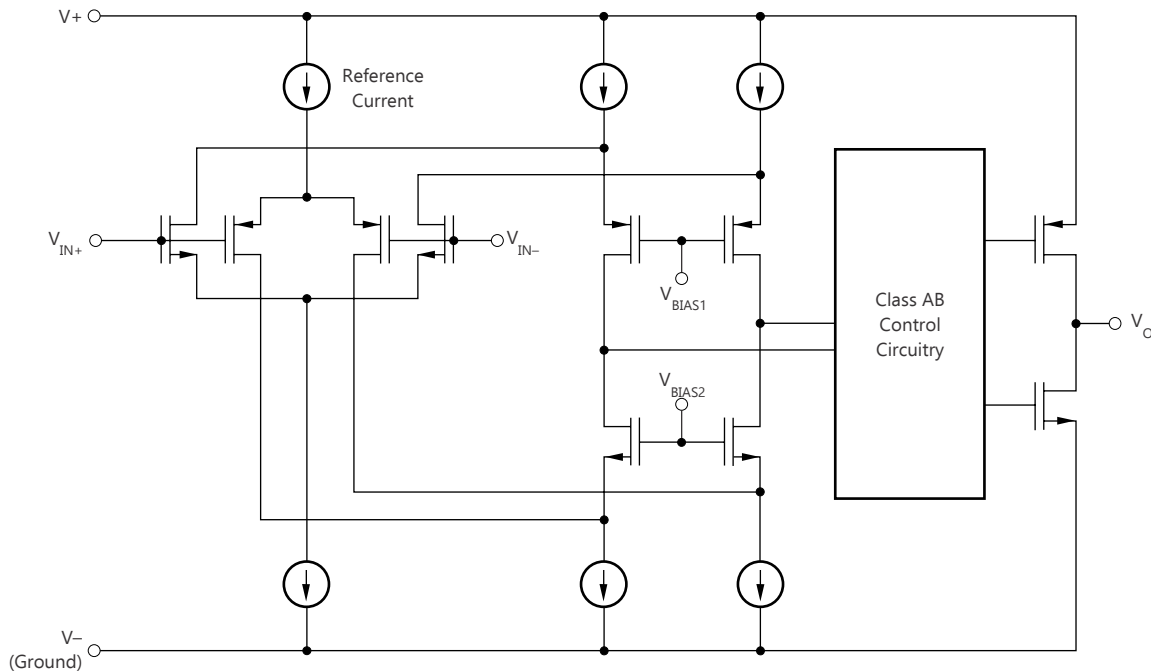 V+
Reference
Current
VIN+
VIN–
VBIAS1
Class AB
Control
Circuitry
VO
VBIAS2
V–
(Ground)